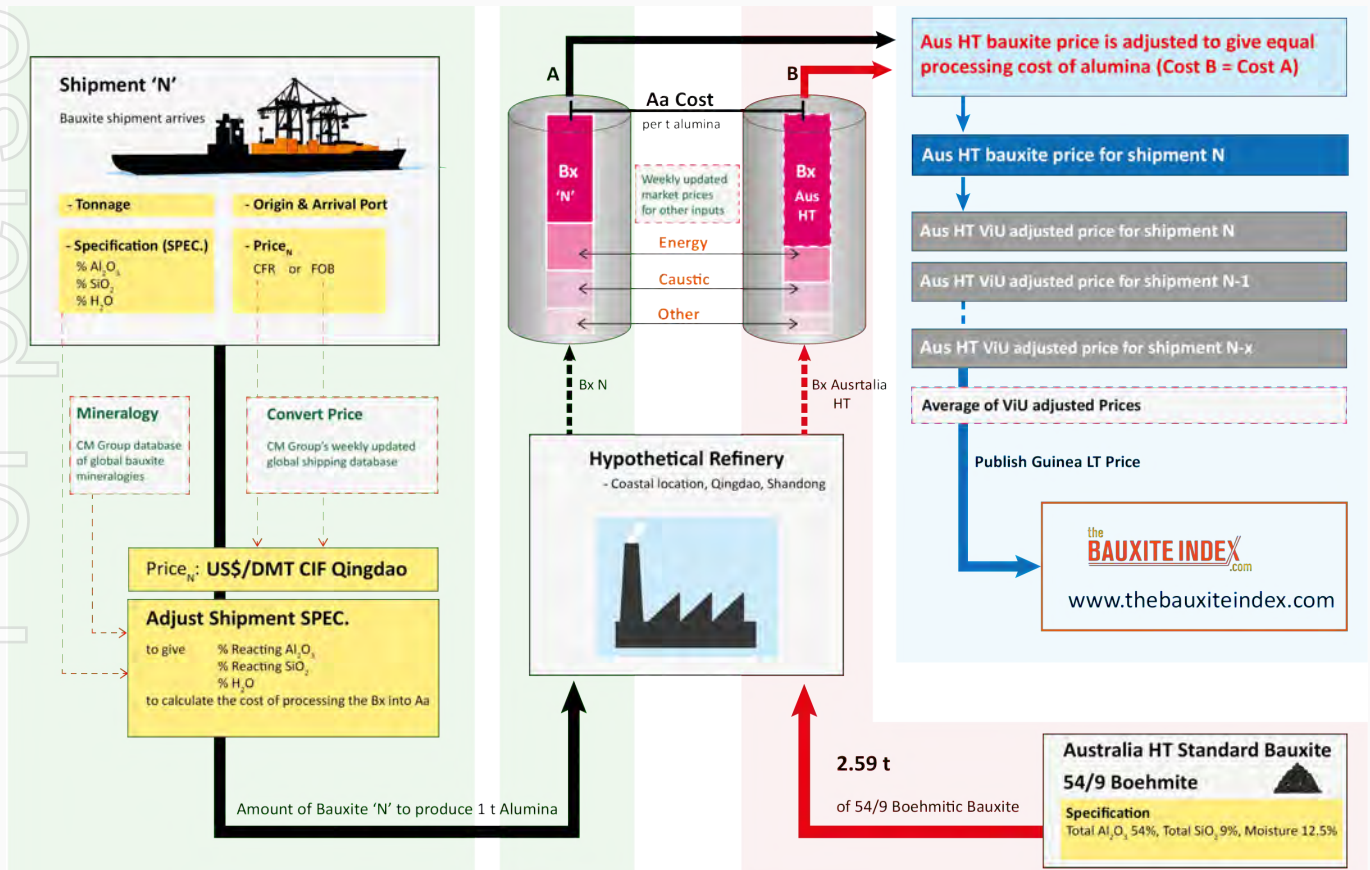 Shipment ‘N’
Bauxite shipment arrives
- Tonnage
- Origin & Arrival Port
- Specification (SPEC.)
% Al₂O₃
% SiO₂
% H₂O
- Price_N
CFR or FOB
Mineralogy
CM Group database
of global bauxite
mineralogies
Convert Price
CM Group's weekly updated
global shipping database
Price_N: US$/DMT CIF Qingdao
Adjust Shipment SPEC.
to give % Reacting Al₂O₃
% Reacting SiO₂
% H₂O
to calculate the cost of processing the Bx into Aa
Amount of Bauxite ‘N’ to produce 1 t Alumina
A
B
Aa Cost
per t alumina
Bx
‘N’
Weekly updated
market prices
for other inputs
Bx
Aus
HT
Energy
Caustic
Other
Bx N
Bx Ausrtalia
HT
Hypothetical Refinery
- Coastal location, Qingdao, Shandong
2.59 t
of 54/9 Boehmitic Bauxite
Aus HT bauxite price is adjusted to give equal
processing cost of alumina (Cost B = Cost A)
Aus HT bauxite price for shipment N
Aus HT ViU adjusted price for shipment N
Aus HT ViU adjusted price for shipment N-1
Aus HT ViU adjusted price for shipment N-x
Average of ViU adjusted Prices
Publish Guinea LT Price
the
BAUXITE INDEX
.com
www.thebauxiteindex.com
Australia HT Standard Bauxite
54/9 Boehmite
Specification
Total Al₂O₃ 54%, Total SiO₂ 9%, Moisture 12.5%